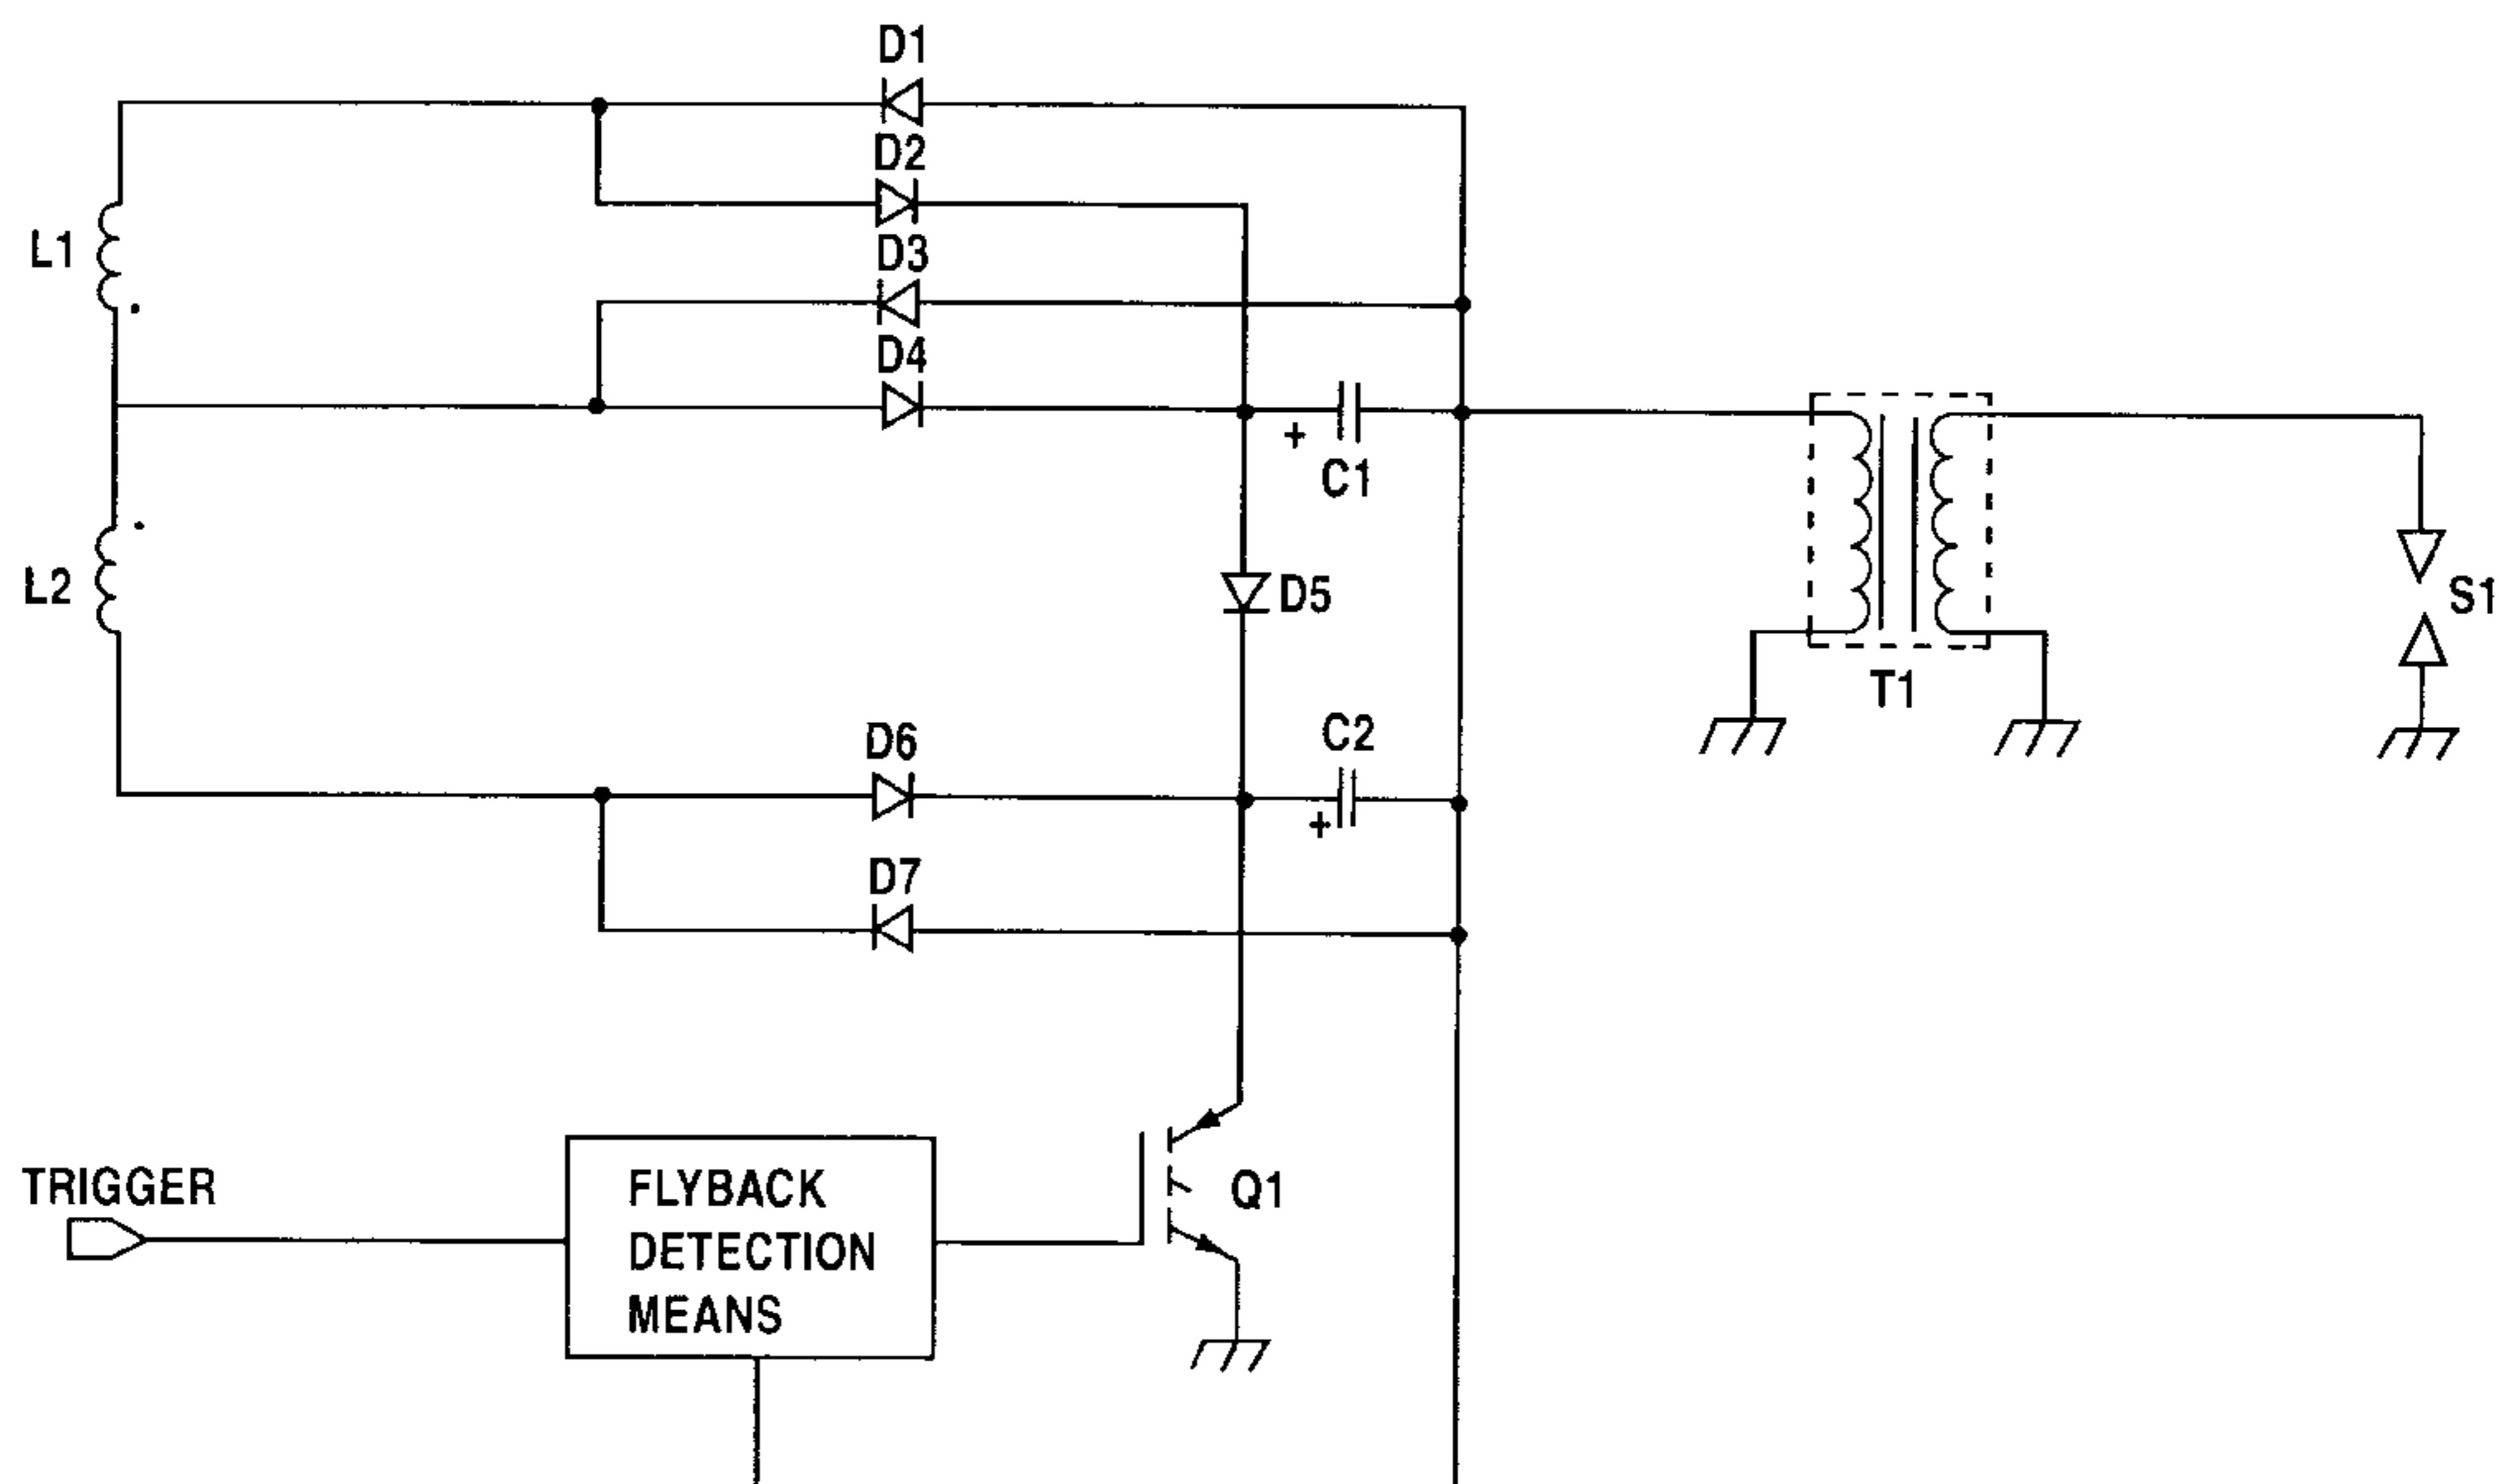 D1
D2
D3
L1
D4
+
C1
L2
D5
S1
T1
D6
C2
+
D7
TRIGGER
FLYBACK
DETECTION
MEANS
Q1